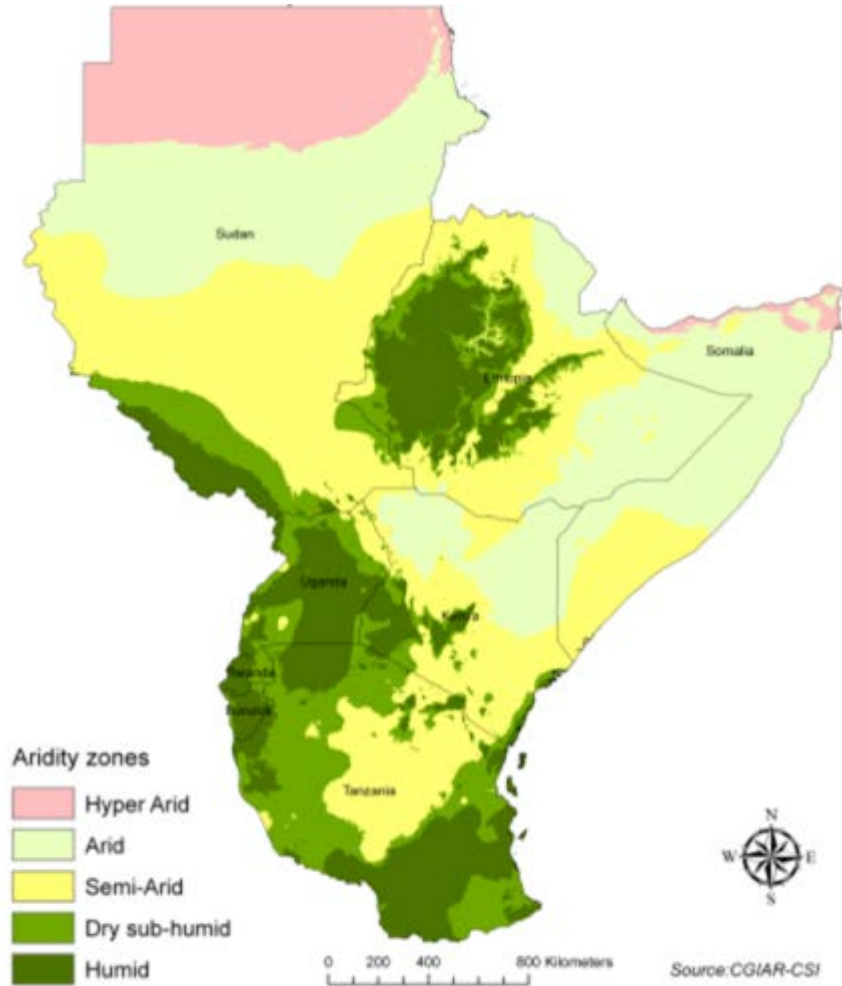 Sudan
Ethiopia
Somalia
Uganda
Kenya
Rwanda
Burundi
Tanzania
Aridity zones
Hyper Arid
Arid
Semi-Arid
Dry sub-humid
Humid
N
W E
S
0 200 400 800 Kilometers
Source:CGIAR-CSI